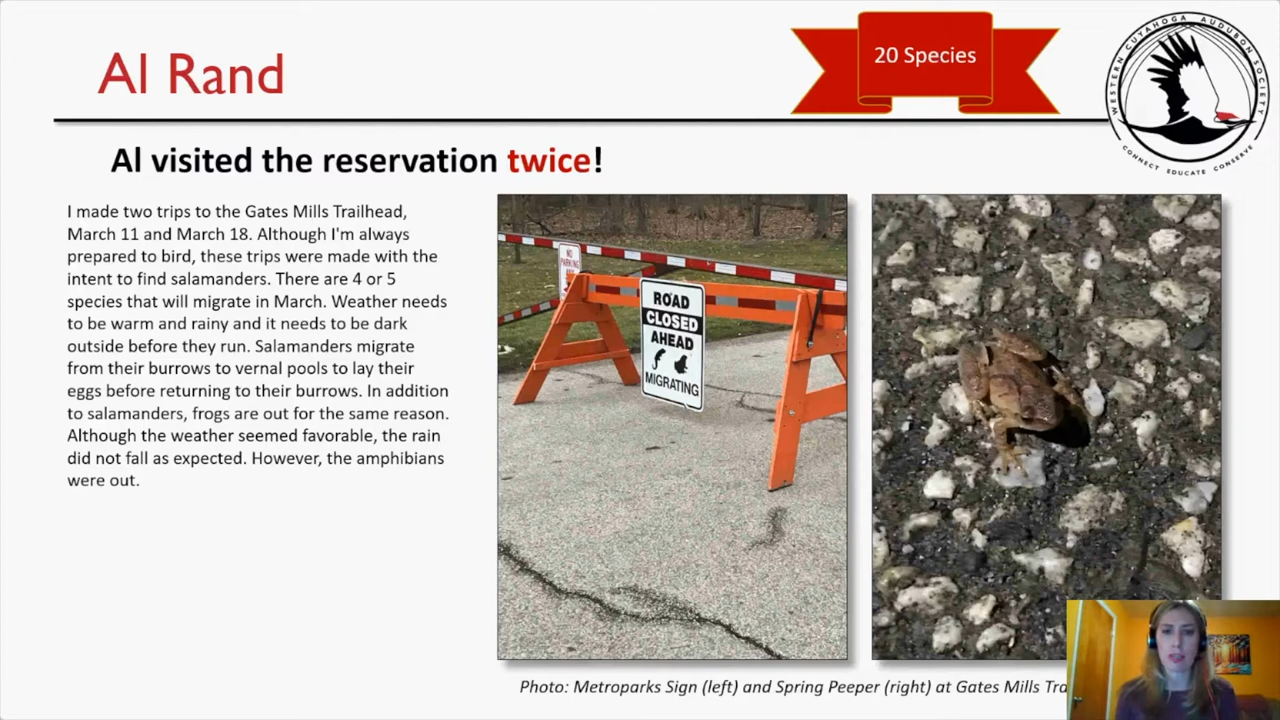 Al Rand
20 Species
WESTERN CUYAHOGA AUDUBON SOCIETY
CONNECT EDUCATE CONSERVE
Al visited the reservation twice!
I made two trips to the Gates Mills Trailhead,
March 11 and March 18. Although I'm always
prepared to bird, these trips were made with the
intent to find salamanders. There are 4 or 5
species that will migrate in March. Weather needs
to be warm and rainy and it needs to be dark
outside before they run. Salamanders migrate
from their burrows to vernal pools to lay their
eggs before returning to their burrows. In addition
to salamanders, frogs are out for the same reason.
Although the weather seemed favorable, the rain
did not fall as expected. However, the amphibians
were out.
NO
PARKING
ROAD
CLOSED
AHEAD
MIGRATING
Photo: Metroparks Sign (left) and Spring Peeper (right) at Gates Mills